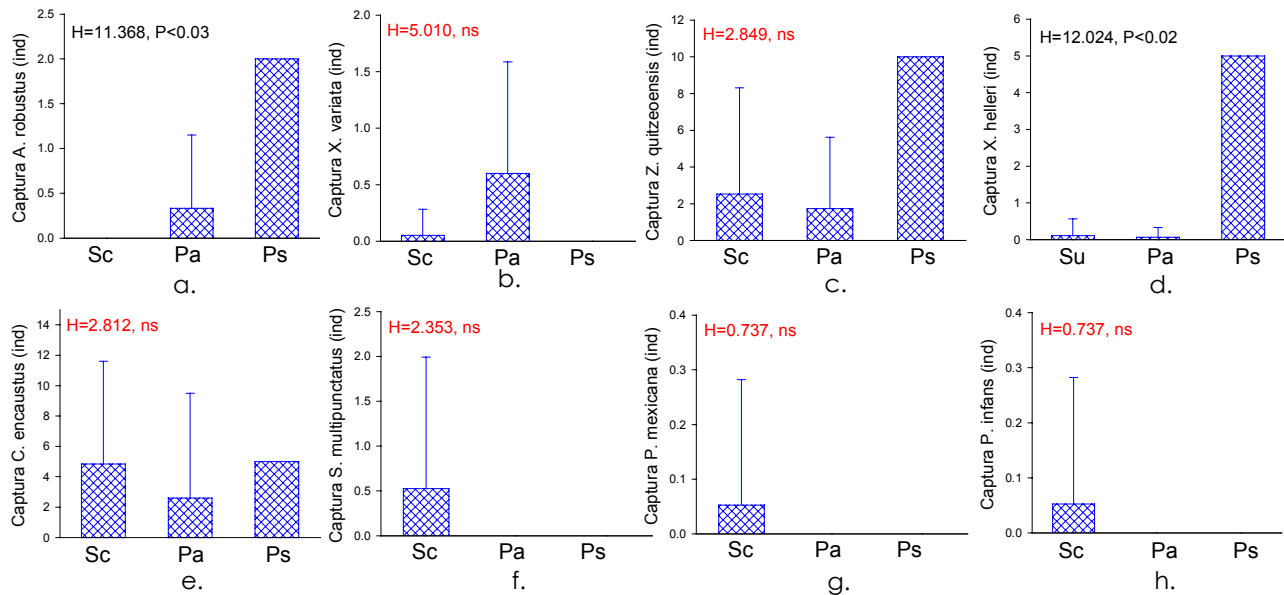 Captura A. robustus (ind)
2.5
2.0
1.5
1.0
0.5
0.0
H=11.368, P<0.03
Sc Pa Ps
a.
Captura X. variata (ind)
2.0
1.5
1.0
0.5
0.0
H=5.010, ns
Sc Pa Ps
b.
Captura Z. quitzeoensis (ind)
12
10
8
6
4
2
0
H=2.849, ns
Sc Pa Ps
c.
Captura X. helleri (ind)
6
5
4
3
2
1
0
H=12.024, P<0.02
Su Pa Ps
d.
Captura C. encaustus (ind)
14
12
10
8
6
4
2
0
H=2.812, ns
Sc Pa Ps
e.
Captura S. multipunctatus (ind)
2.5
2.0
1.5
1.0
0.5
0.0
H=2.353, ns
Sc Pa Ps
f.
Captura P. mexicana (ind)
0.4
0.3
0.2
0.1
0.0
H=0.737, ns
Sc Pa Ps
g.
Captura P. infans (ind)
0.4
0.3
0.2
0.1
0.0
H=0.737, ns
Sc Pa Ps
h.